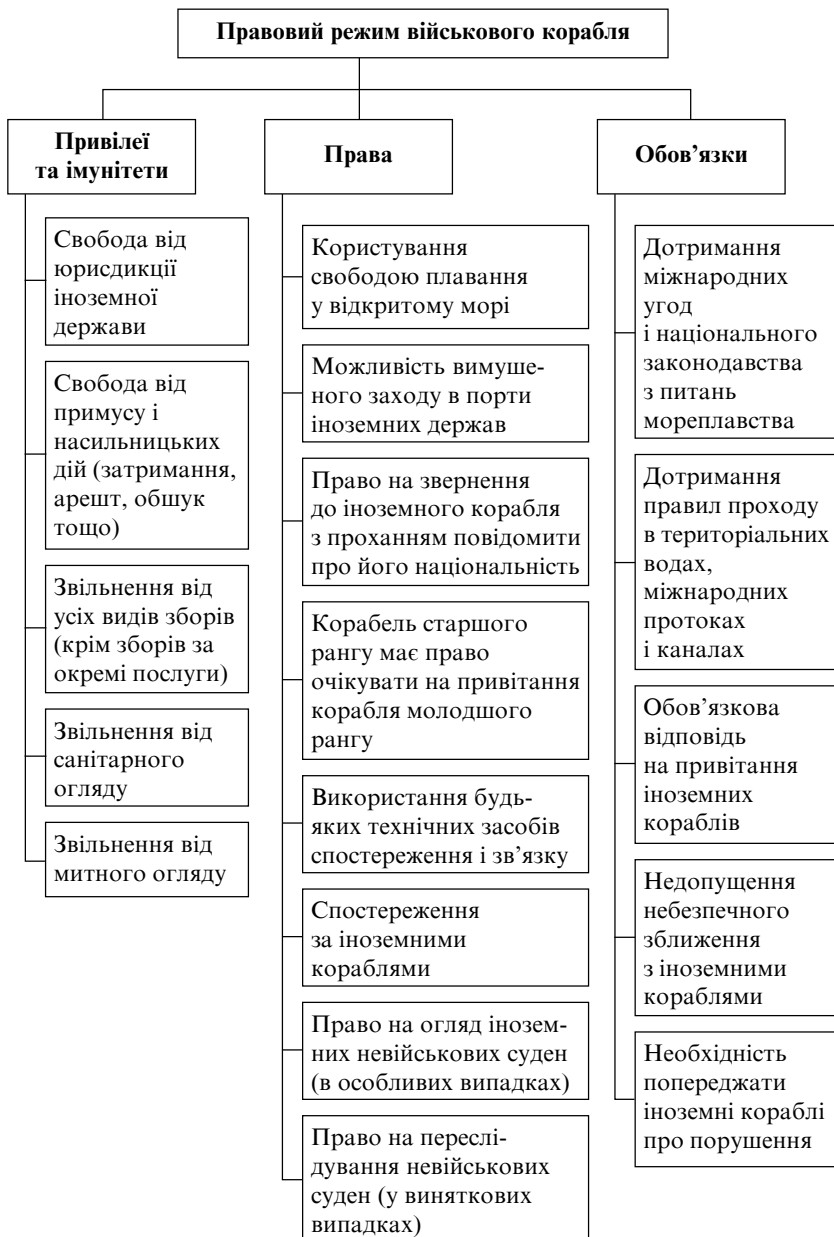 Правовий режим військового корабля
Привілеї
та імунітети
Права
Обов’язки
Свобода від
юрисдикції
іноземної
держави
Свобода від
примусу і
насильницьких
дій (затримання,
арешт, обшук
тощо)
Звільнення від
усіх видів зборів
(крім зборів за
окремі послуги)
Звільнення від
санітарного
огляду
Звільнення від
митного огляду
Користування
свободою плавання
у відкритому морі
Можливість вимуше-
ного заходу в порти
іноземних держав
Право на звернення
до іноземного корабля
з проханням повідомити
про його національність
Корабель старшого
рангу має право
очікувати на привітання
корабля молодшого
рангу
Використання будь-
яких технічних засобів
спостереження і зв’язку
Спостереження
за іноземними
кораблями
Право на огляд інозем-
них невійськових суден
(в особливих випадках)
Право на переслі-
дування невійськових
суден (у виняткових
випадках)
Дотримання
міжнародних
угод
і національного
законодавства
з питань
мореплавства
Дотримання
правил проходу
в територіальних
водах,
міжнародних
протоках
і каналах
Обов’язкова
відповідь
на привітання
іноземних
кораблів
Недопущення
небезпечного
зближення
з іноземними
кораблями
Необхідність
попереджати
іноземні кораблі
про порушення